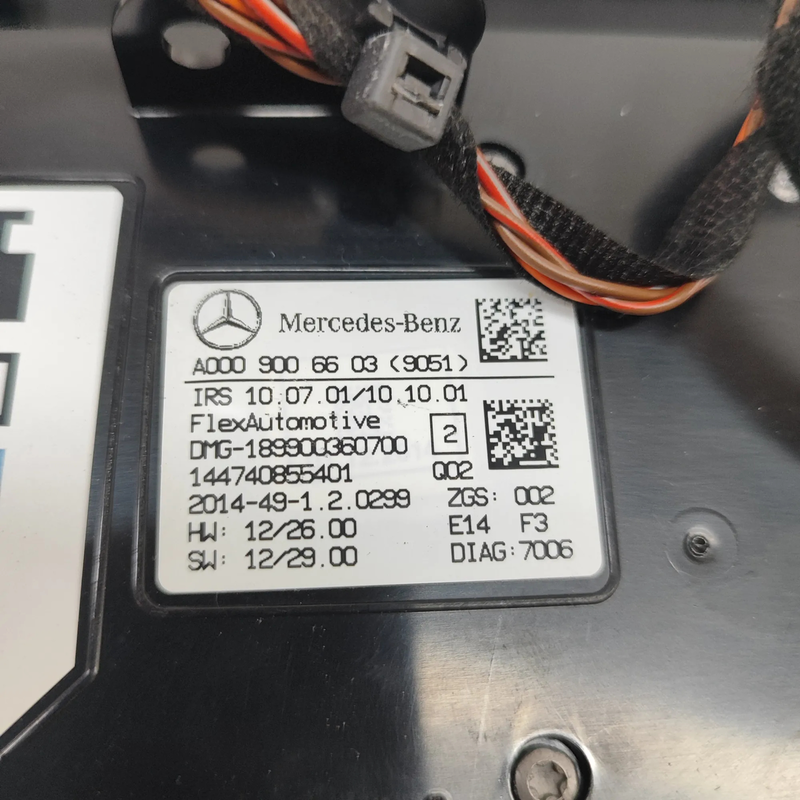 Mercedes-Benz
A000 900 66 03 (9051)
IRS 10.07.01/10.10.01
FlexAutomotive
DMG-189900360700 2
144740855401 Q02
2014-49-1.2.0299 ZGS: 002
HW: 12/26.00 E14 F3
SW: 12/29.00 DIAG:7006